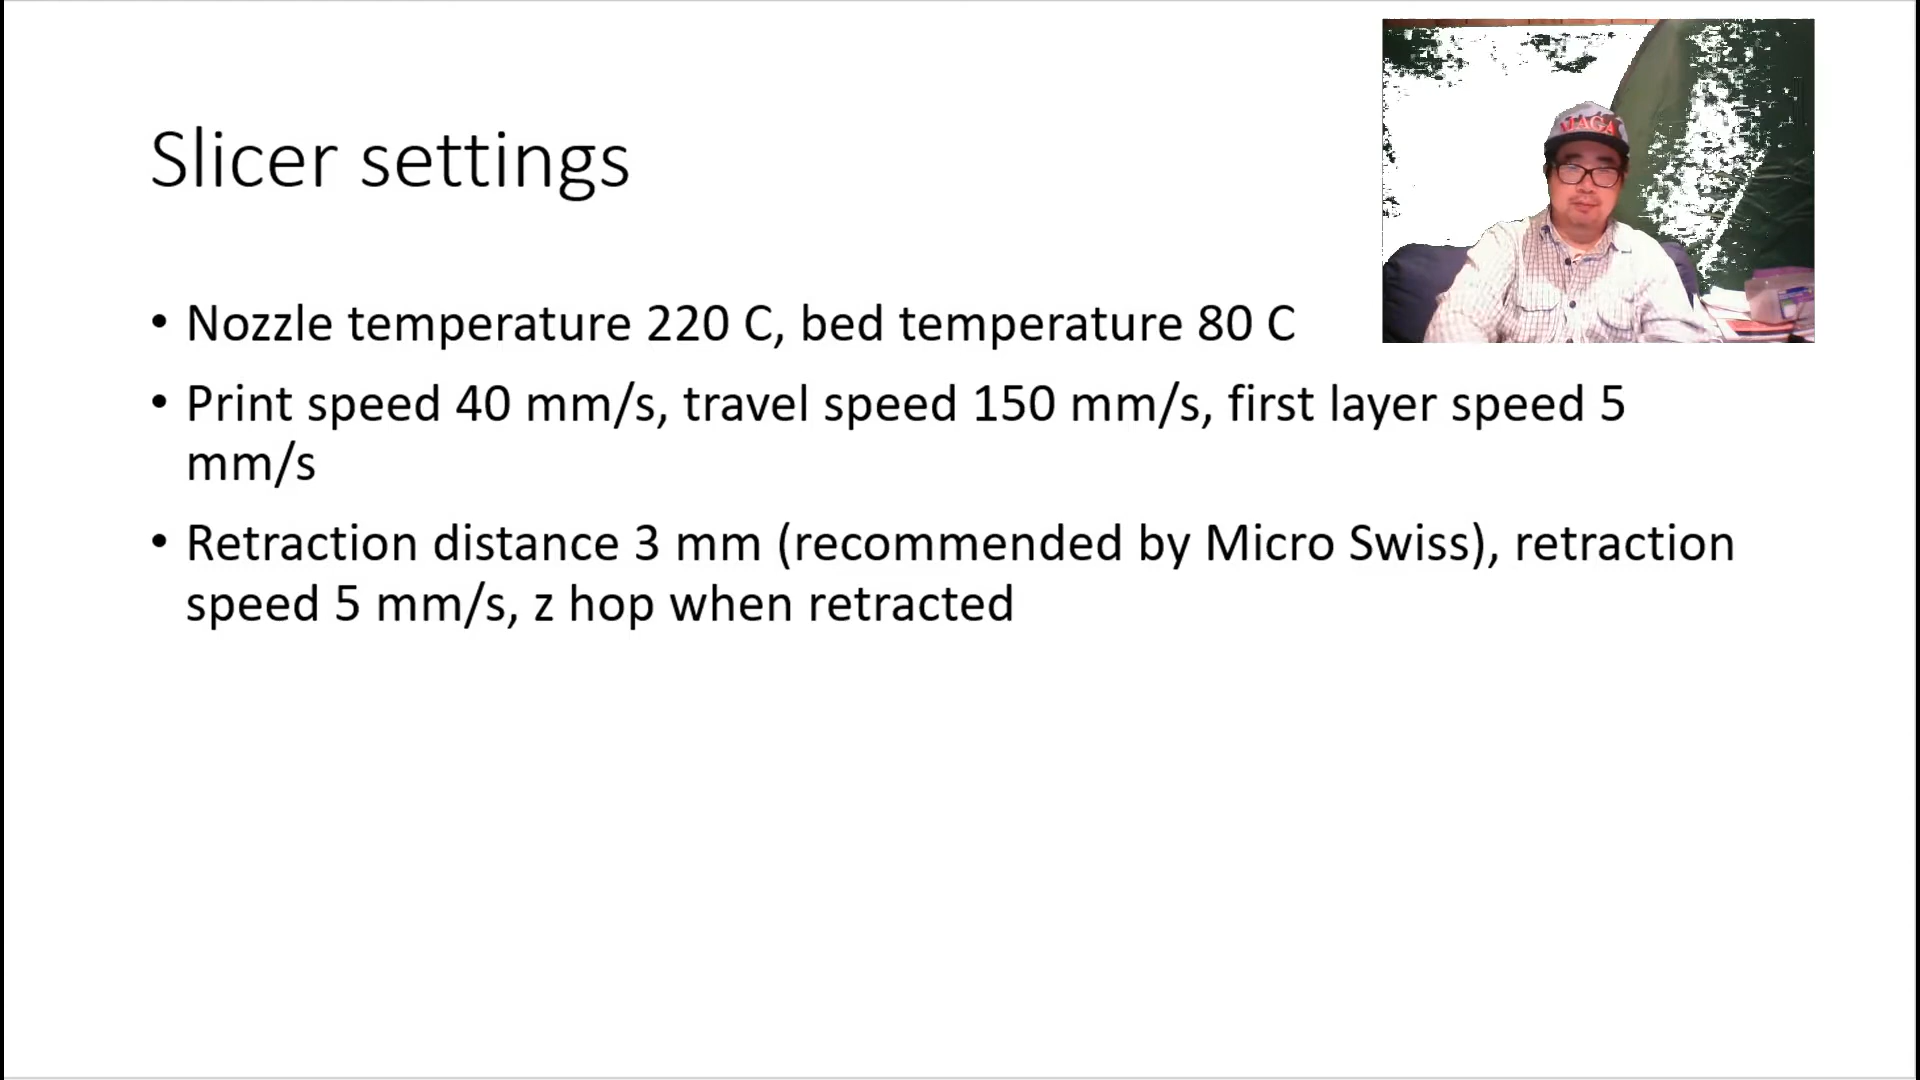 Slicer settings
MAGA
• Nozzle temperature 220 C, bed temperature 80 C
• Print speed 40 mm/s, travel speed 150 mm/s, first layer speed 5
mm/s
• Retraction distance 3 mm (recommended by Micro Swiss), retraction
speed 5 mm/s, z hop when retracted